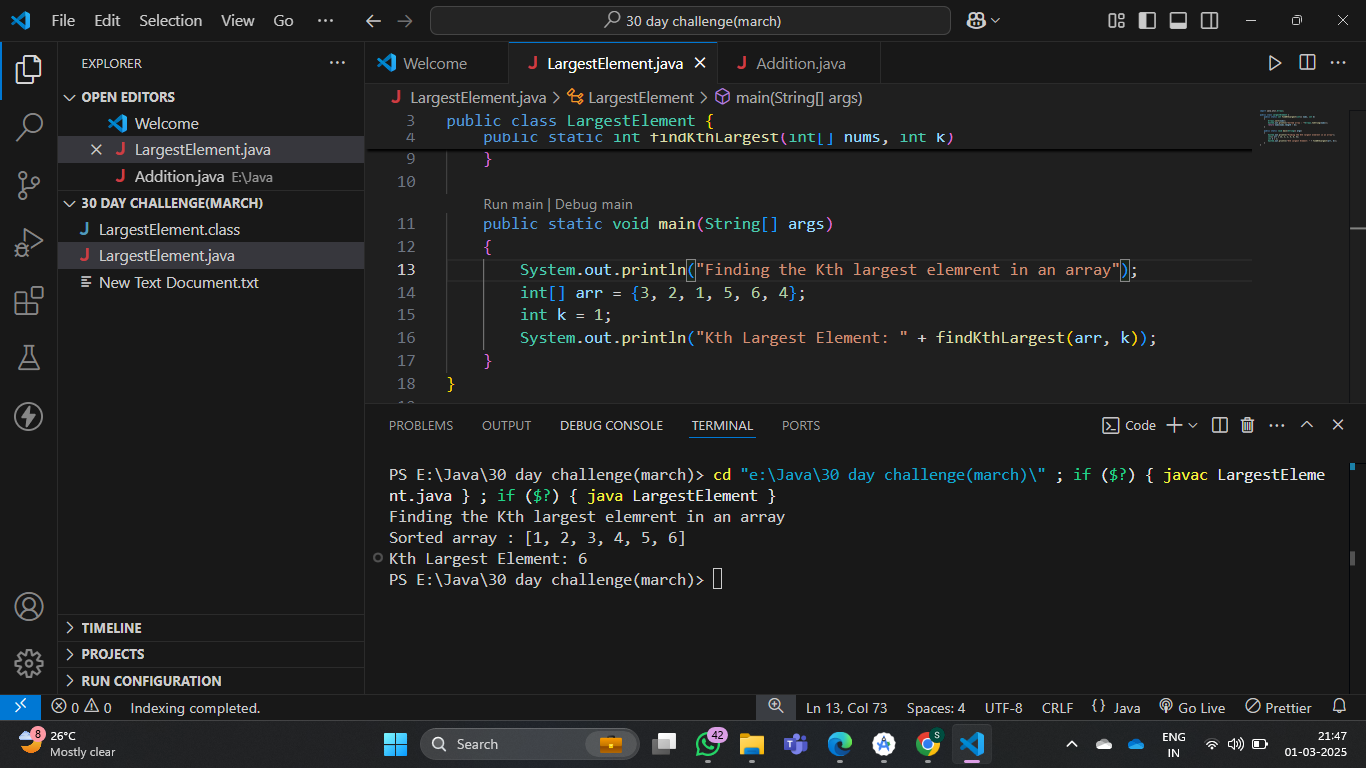 File Edit Selection View Go ··· 30 day challenge(march)
EXPLORER ···
OPEN EDITORS
Welcome
LargestElement.java
Addition.java E:\Java
30 DAY CHALLENGE(MARCH)
LargestElement.class
LargestElement.java
New Text Document.txt
TIMELINE
PROJECTS
RUN CONFIGURATION
Welcome LargestElement.java Addition.java
LargestElement.java > LargestElement > main(String[] args)
3 public class LargestElement {
4 public static int findKthLargest(int[] nums, int k)
9 }
10
Run main | Debug main
11 public static void main(String[] args)
12 {
13 System.out.println("Finding the Kth largest elemrent in an array");
14 int[] arr = {3, 2, 1, 5, 6, 4};
15 int k = 1;
16 System.out.println("Kth Largest Element: " + findKthLargest(arr, k));
17 }
18 }
PROBLEMS OUTPUT DEBUG CONSOLE TERMINAL PORTS Code
PS E:\Java\30 day challenge(march)> cd "e:\Java\30 day challenge(march)\" ; if ($?) { javac LargestEleme
nt.java } ; if ($?) { java LargestElement }
Finding the Kth largest elemrent in an array
Sorted array : [1, 2, 3, 4, 5, 6]
Kth Largest Element: 6
PS E:\Java\30 day challenge(march)>
0 0 Indexing completed. Ln 13, Col 73 Spaces: 4 UTF-8 CRLF {} Java Go Live Prettier
8 26°C
Mostly clear
Search
42
S
ENG
IN
21:47
01-03-2025